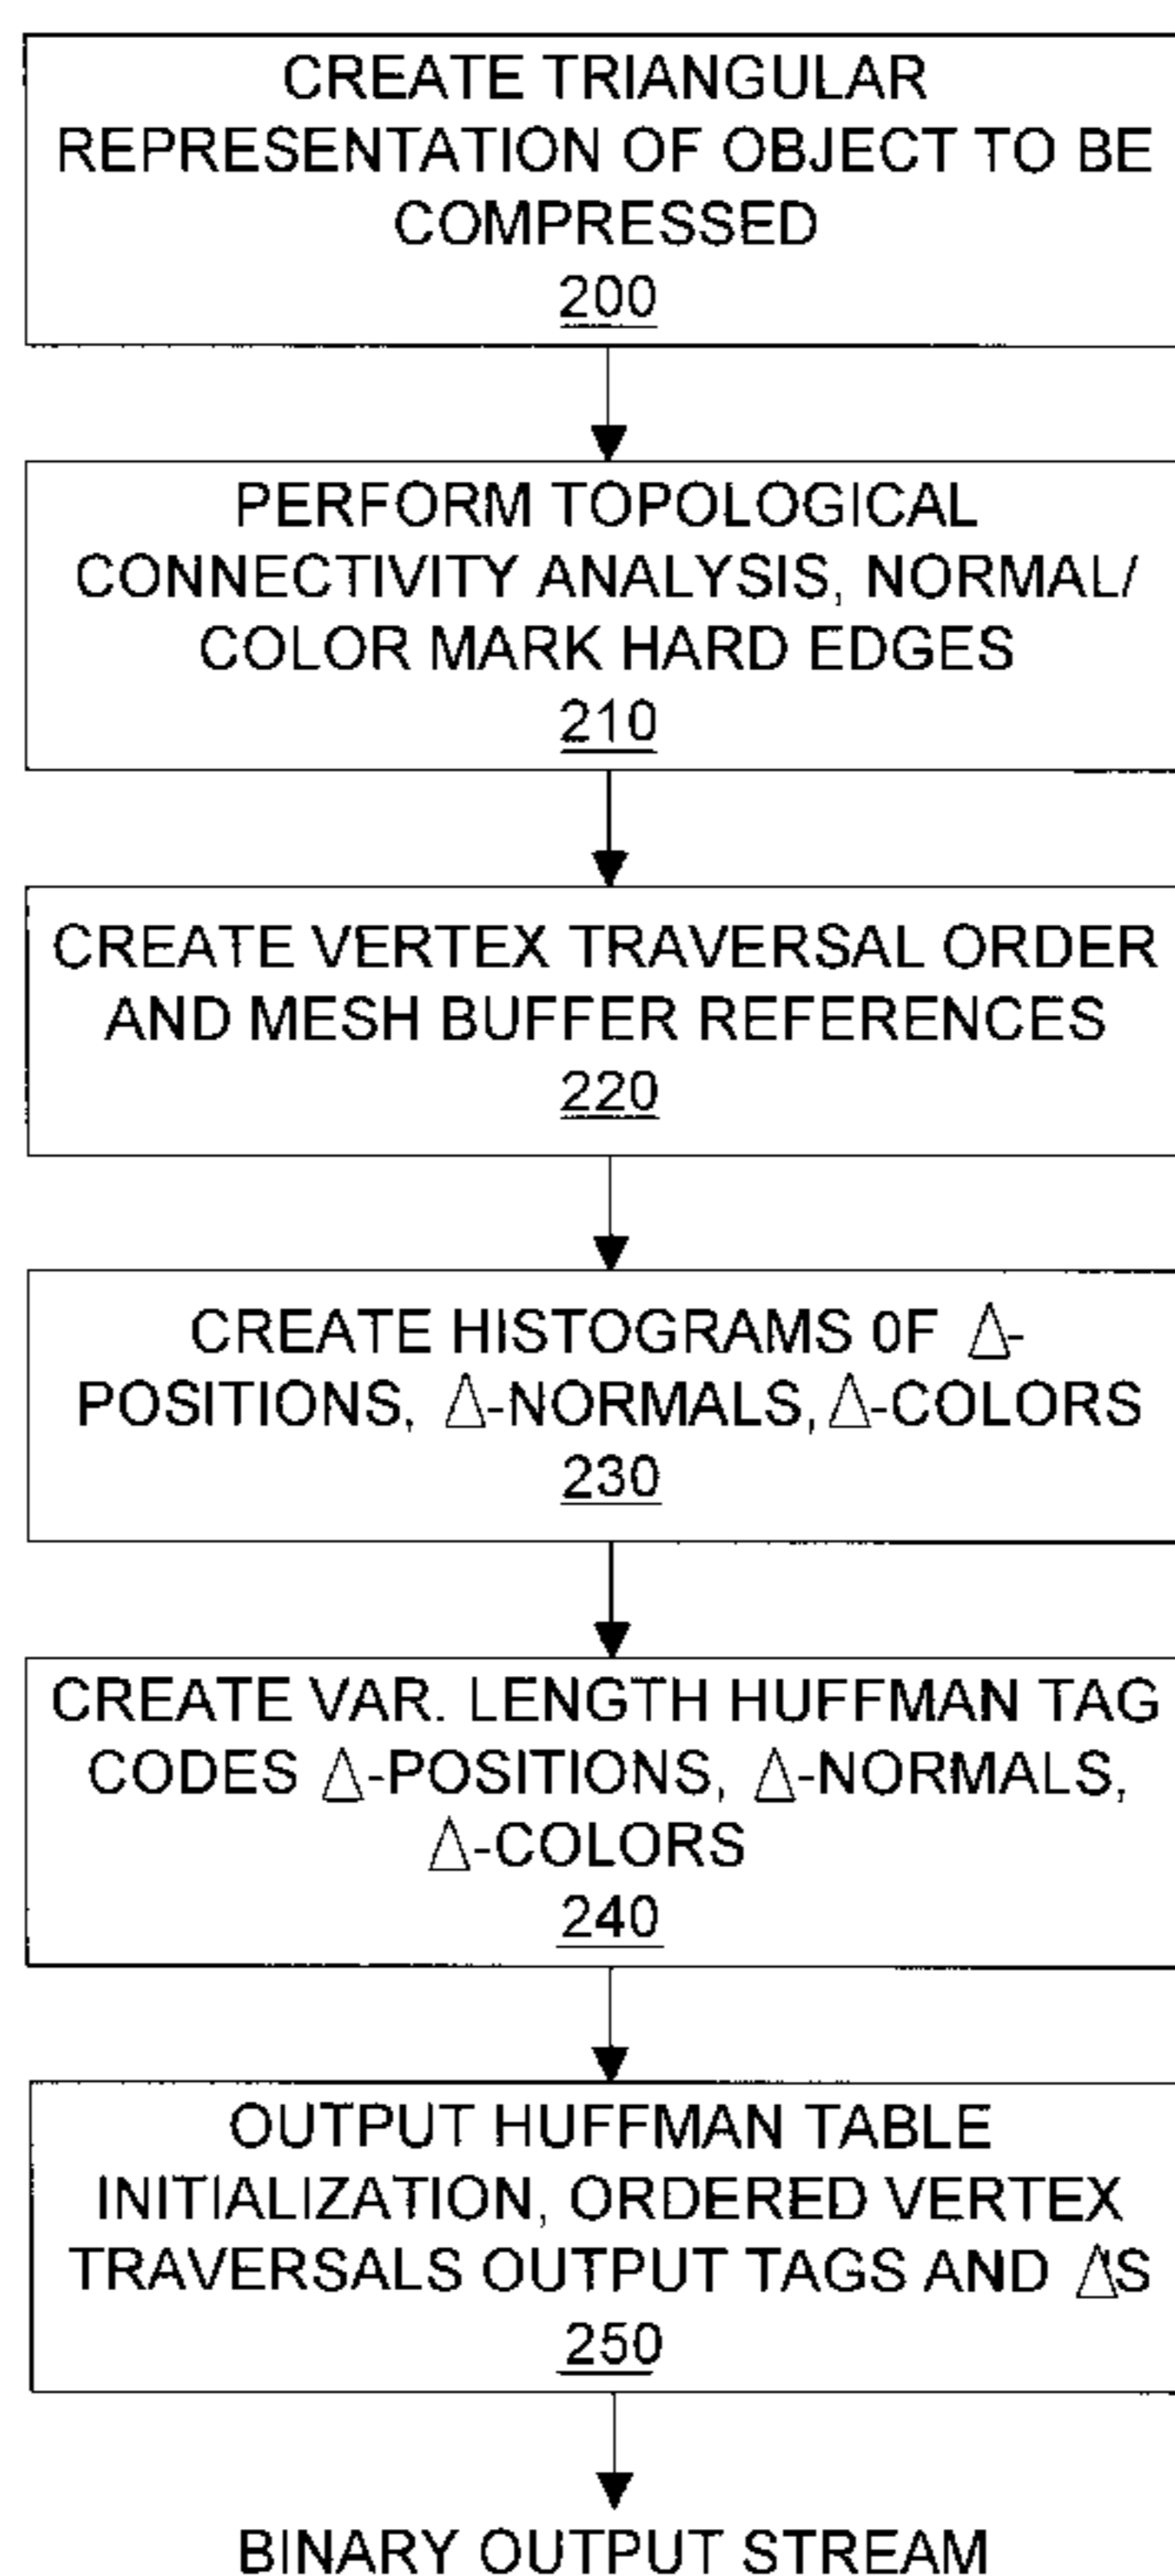 CREATE TRIANGULAR
REPRESENTATION OF OBJECT TO BE
COMPRESSED
200
PERFORM TOPOLOGICAL
CONNECTIVITY ANALYSIS, NORMAL/
COLOR MARK HARD EDGES
210
CREATE VERTEX TRAVERSAL ORDER
AND MESH BUFFER REFERENCES
220
CREATE HISTOGRAMS OF Δ-
POSITIONS, Δ-NORMALS, Δ-COLORS
230
CREATE VAR. LENGTH HUFFMAN TAG
CODES Δ-POSITIONS, Δ-NORMALS,
Δ-COLORS
240
OUTPUT HUFFMAN TABLE
INITIALIZATION, ORDERED VERTEX
TRAVERSALS OUTPUT TAGS AND Δ'S
250
BINARY OUTPUT STREAM